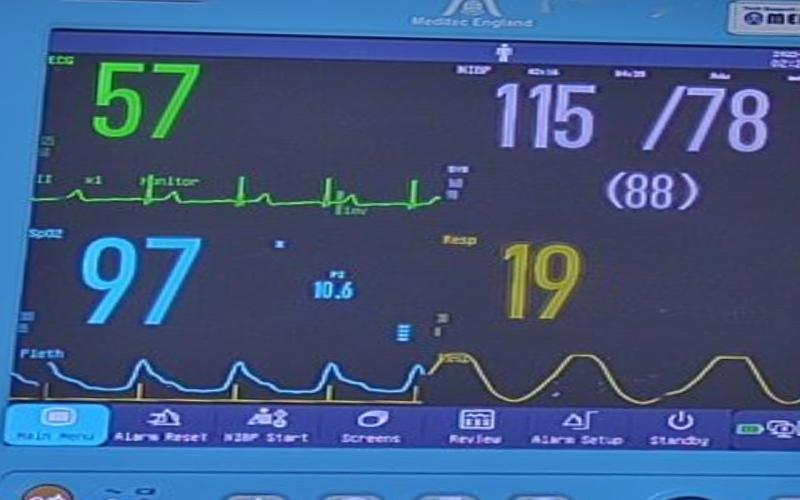 Meditec England
ECG
57
NIBP
115 /78
(88)
II x1 Monitor
1mv
SpO2
97
PI
10.6
Resp
19
Pleth
Resp
Main Menu
Alarm Reset
NIBP Start
Screens
Review
Alarm Setup
Standby